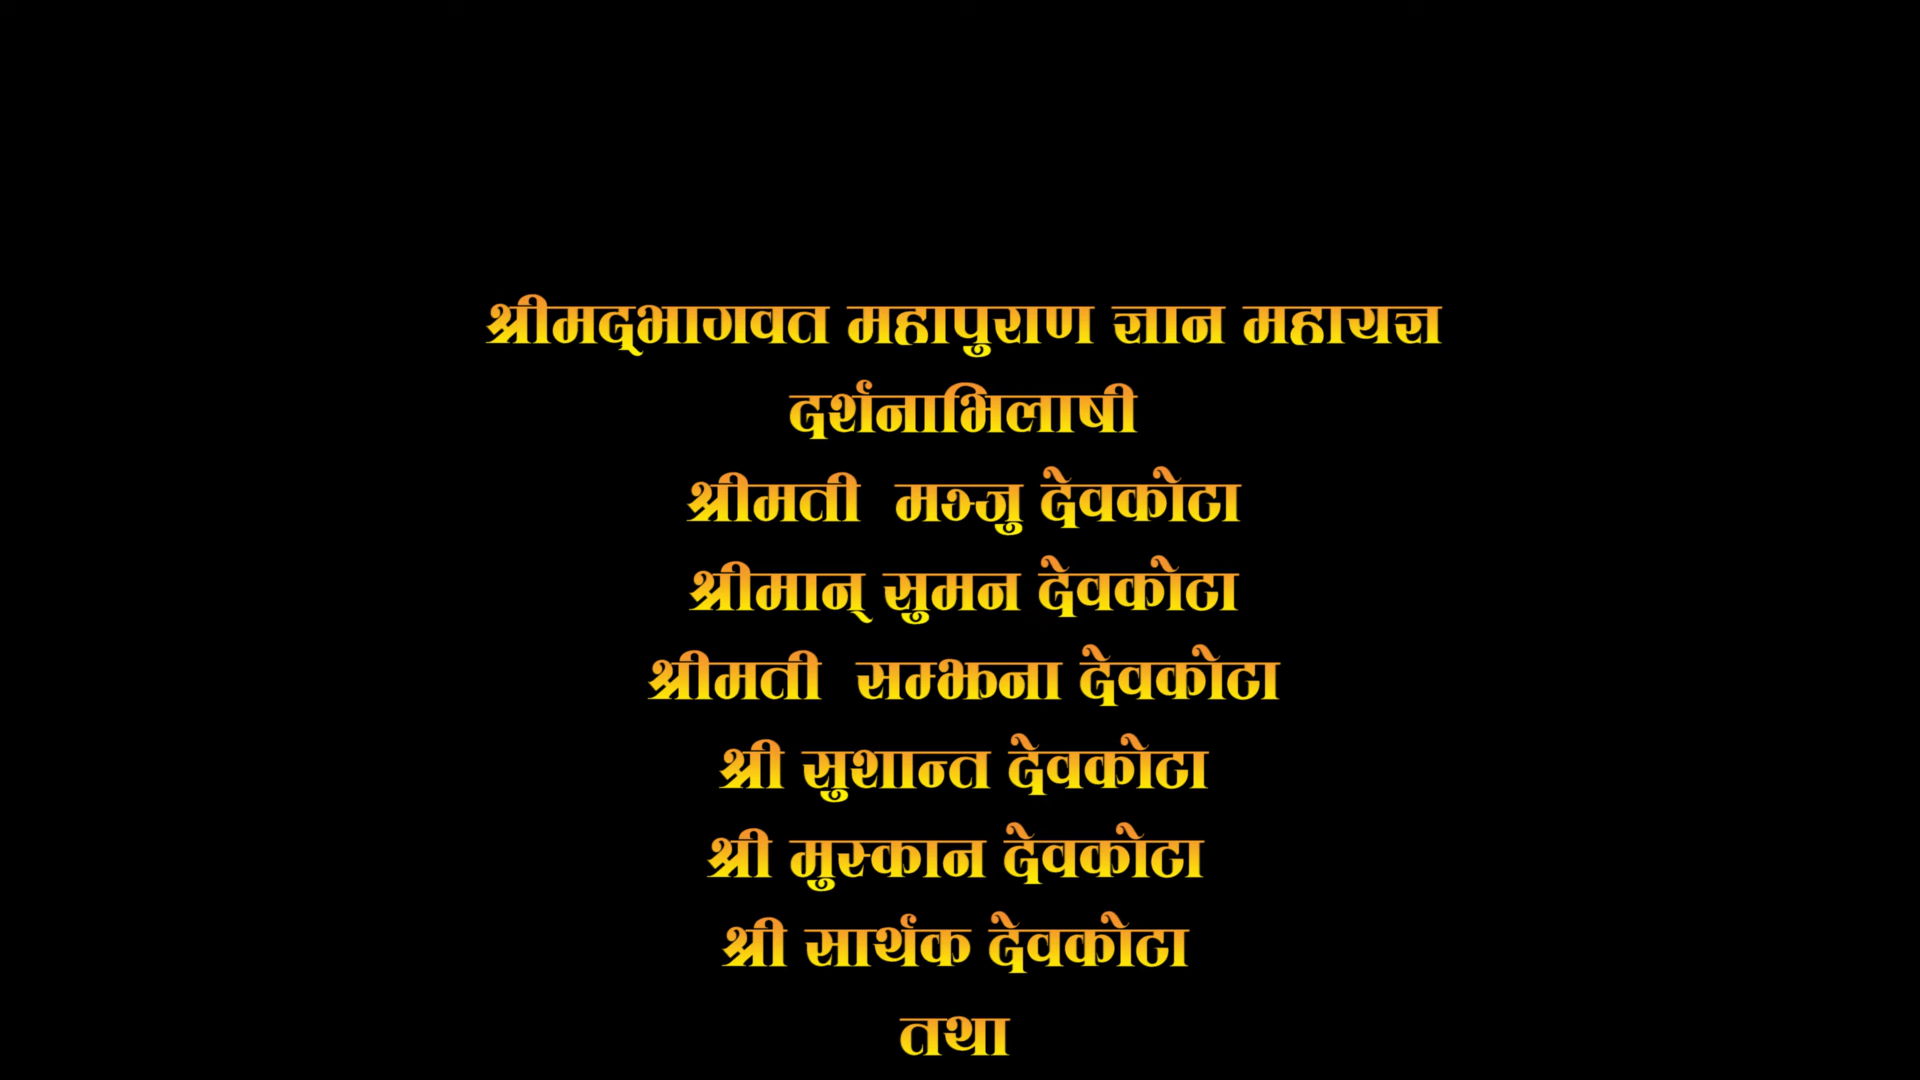 श्रीमद्‌भागवत महापुराण ज्ञान महायज्ञ
दर्शनाभिलाषी
श्रीमती मञ्जु देवकोटा
श्रीमान् सुमन देवकोटा
श्रीमती सम्झना देवकोटा
श्री सुशान्त देवकोटा
श्री मुस्कान देवकोटा
श्री सार्थक देवकोटा
तथा